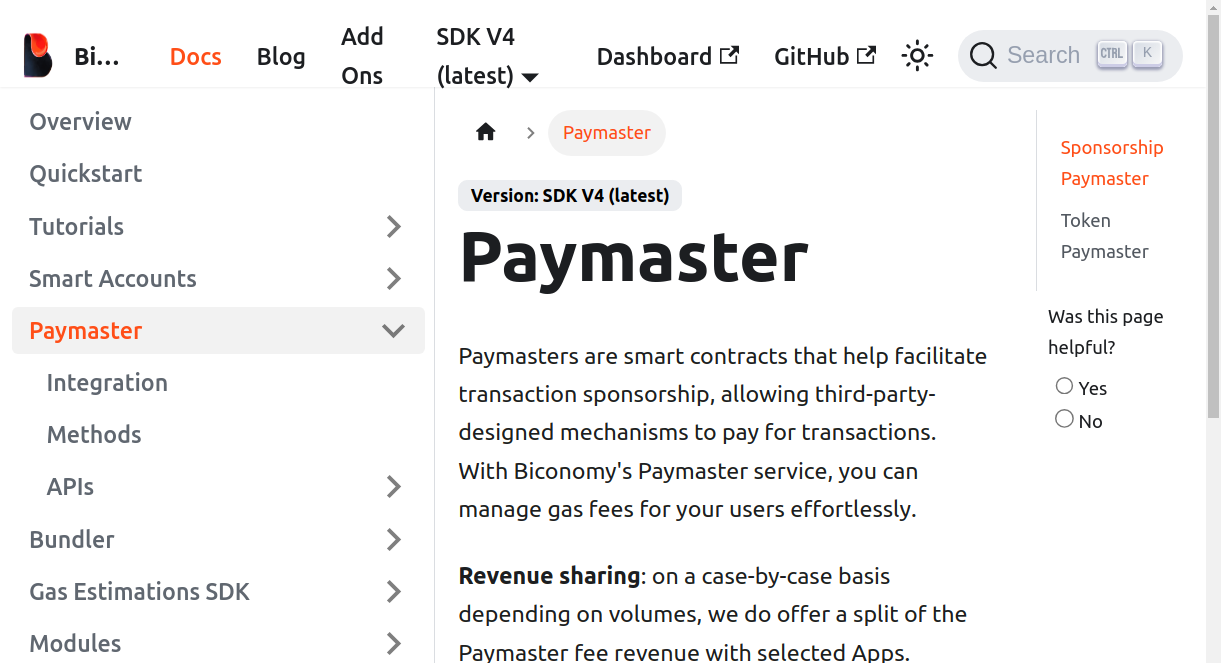 Bi...
Docs
Blog
Add
Ons
SDK V4
(latest)
Dashboard
GitHub
Search
CTRL
K
Overview
Quickstart
Tutorials
Smart Accounts
Paymaster
Integration
Methods
APIs
Bundler
Gas Estimations SDK
Modules
Paymaster
Version: SDK V4 (latest)
Paymaster
Paymasters are smart contracts that help facilitate
transaction sponsorship, allowing third-party-
designed mechanisms to pay for transactions.
With Biconomy's Paymaster service, you can
manage gas fees for your users effortlessly.
Revenue sharing: on a case-by-case basis
depending on volumes, we do offer a split of the
Paymaster fee revenue with selected Apps.
Sponsorship
Paymaster
Token
Paymaster
Was this page
helpful?
Yes
No